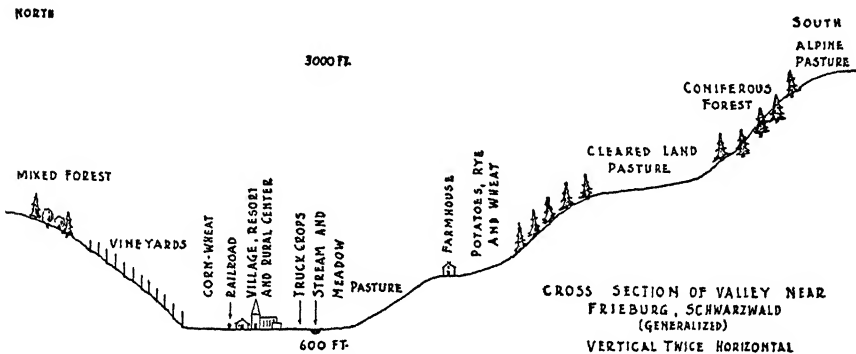 NORTH
SOUTH
ALPINE
PASTURE
3000 FT.
CONIFEROUS
FOREST
CLEARED LAND
PASTURE
MIXED FOREST
VINEYARDS
CORN-WHEAT
RAILROAD
VILLAGE, RESORT
AND RURAL CENTER
TRUCK CROPS
STREAM AND
MEADOW
PASTURE
FARMHOUSE
POTATOES, RYE
AND WHEAT
600 FT.
CROSS SECTION OF VALLEY NEAR
FRIEBURG, SCHWARZWALD
(GENERALIZED)
VERTICAL TWICE HORIZONTAL